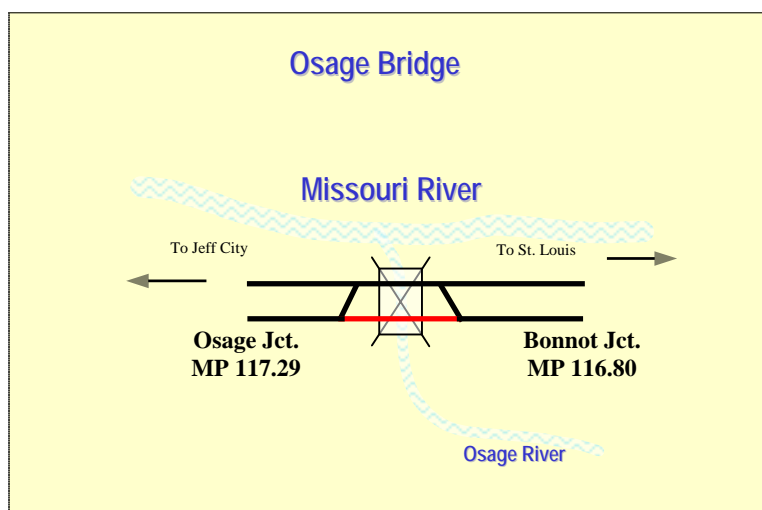 Osage Bridge
Missouri River
To Jeff City
To St. Louis
Osage Jct.
MP 117.29
Bonnot Jct.
MP 116.80
Osage River